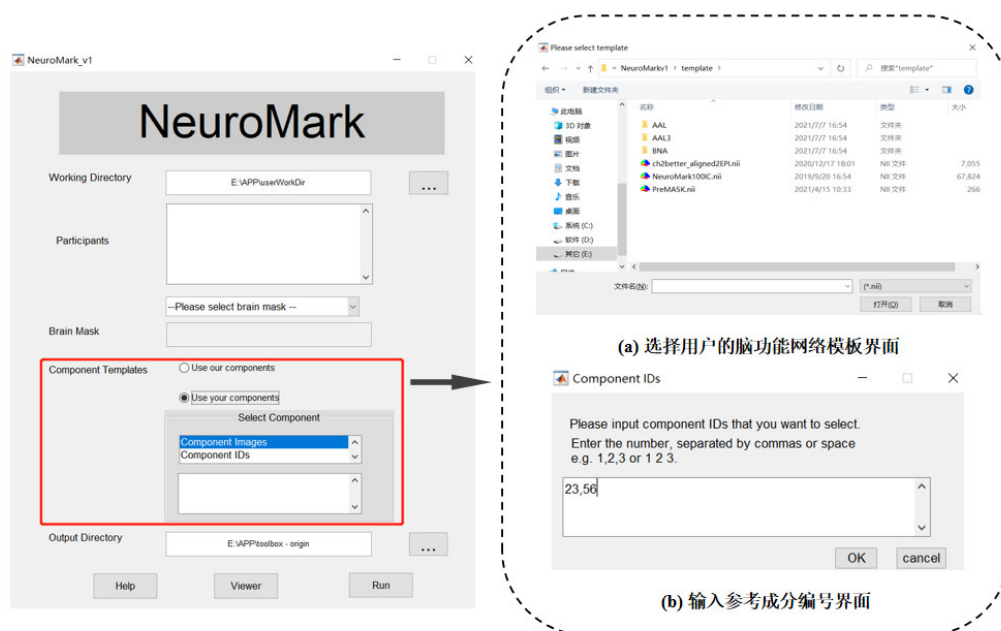 NeuroMark_v1
NeuroMark
Working Directory
E:\APP\userWorkDir
...
Participants
--Please select brain mask --
Brain Mask
Component Templates
Use our components
Use your components
Select Component
Component Images
Component IDs
Output Directory
E:\APP\toolbox - origin
...
Help
Viewer
Run
Please select template
« NeuroMarkv1 › template ›
搜索"template"
组织
新建文件夹
名称 修改日期 类型 大小
此电脑
3D 对象
视频
图片
文档
下载
音乐
桌面
系统 (C:)
软件 (D:)
其它 (E:)
AAL 2021/7/7 16:54 文件夹
AAL3 2021/7/7 16:54 文件夹
BNA 2021/7/7 16:54 文件夹
ch2better_aligned2EPI.nii 2020/12/17 18:01 NII 文件 7,055
NeuroMark100IC.nii 2019/9/20 16:54 NII 文件 67,824
PreMASK.nii 2021/4/15 10:33 NII 文件 266
文件名(N):
(*.nii)
打开(O)
取消
(a) 选择用户的脑功能网络模板界面
Component IDs
Please input component IDs that you want to select.
Enter the number, separated by commas or space
e.g. 1,2,3 or 1 2 3.
23,56
OK
cancel
(b) 输入参考成分编号界面